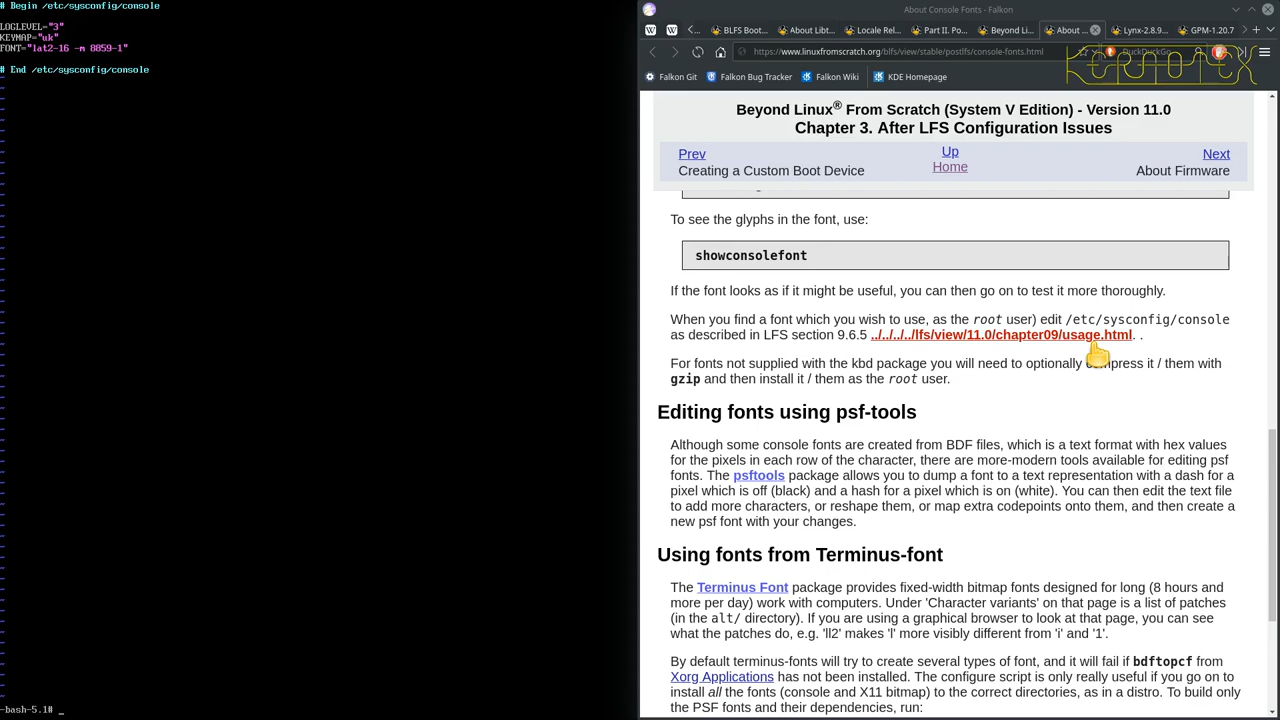 # Begin /etc/sysconfig/console
LOGLEVEL="3"
KEYMAP="uk"
FONT="lat2-16 -m 8859-1"
# End /etc/sysconfig/console
-bash-5.1# _
About Console Fonts - Falkon
BLFS Boot...
About Libt...
Locale Rel...
Part II. Po...
Beyond Li...
About ...
Lynx-2.8.9...
GPM-1.20.7
https://www.linuxfromscratch.org/blfs/view/stable/postlfs/console-fonts.html
DuckDuckGo
Falkon Git
Falkon Bug Tracker
Falkon Wiki
KDE Homepage
Beyond Linux® From Scratch (System V Edition) - Version 11.0
Chapter 3. After LFS Configuration Issues
Prev
Up
Next
Creating a Custom Boot Device
Home
About Firmware
To see the glyphs in the font, use:
showconsolefont
If the font looks as if it might be useful, you can then go on to test it more thoroughly.
When you find a font which you wish to use, as the root user) edit /etc/sysconfig/console
as described in LFS section 9.6.5 ../../../../lfs/view/11.0/chapter09/usage.html. .
For fonts not supplied with the kbd package you will need to optionally compress it / them with
gzip and then install it / them as the root user.
Editing fonts using psf-tools
Although some console fonts are created from BDF files, which is a text format with hex values
for the pixels in each row of the character, there are more-modern tools available for editing psf
fonts. The psftools package allows you to dump a font to a text representation with a dash for a
pixel which is off (black) and a hash for a pixel which is on (white). You can then edit the text file
to add more characters, or reshape them, or map extra codepoints onto them, and then create a
new psf font with your changes.
Using fonts from Terminus-font
The Terminus Font package provides fixed-width bitmap fonts designed for long (8 hours and
more per day) work with computers. Under 'Character variants' on that page is a list of patches
(in the alt/ directory). If you are using a graphical browser to look at that page, you can see
what the patches do, e.g. 'll2' makes 'l' more visibly different from 'i' and '1'.
By default terminus-fonts will try to create several types of font, and it will fail if bdftopcf from
Xorg Applications has not been installed. The configure script is only really useful if you go on to
install all the fonts (console and X11 bitmap) to the correct directories, as in a distro. To build only
the PSF fonts and their dependencies, run: